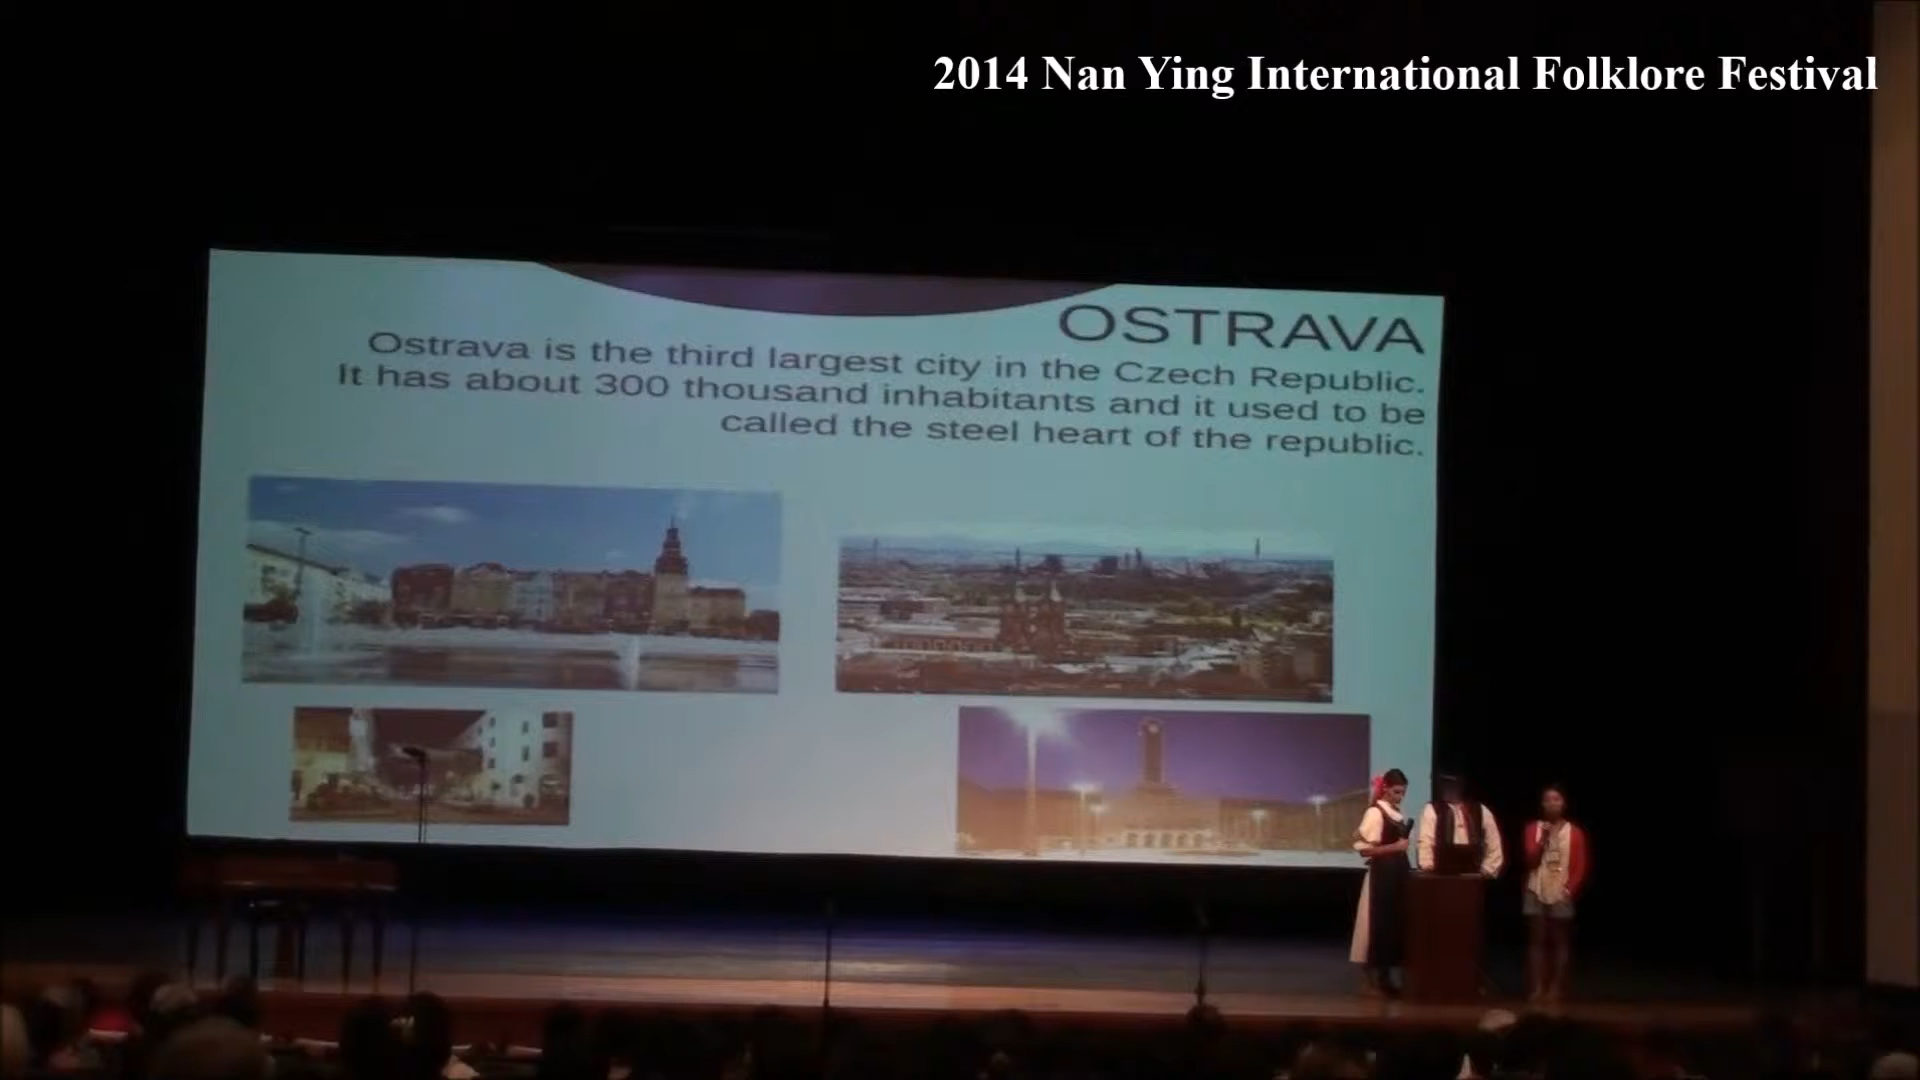 2014 Nan Ying International Folklore Festival
OSTRAVA
Ostrava is the third largest city in the Czech Republic.
It has about 300 thousand inhabitants and it used to be
called the steel heart of the republic.